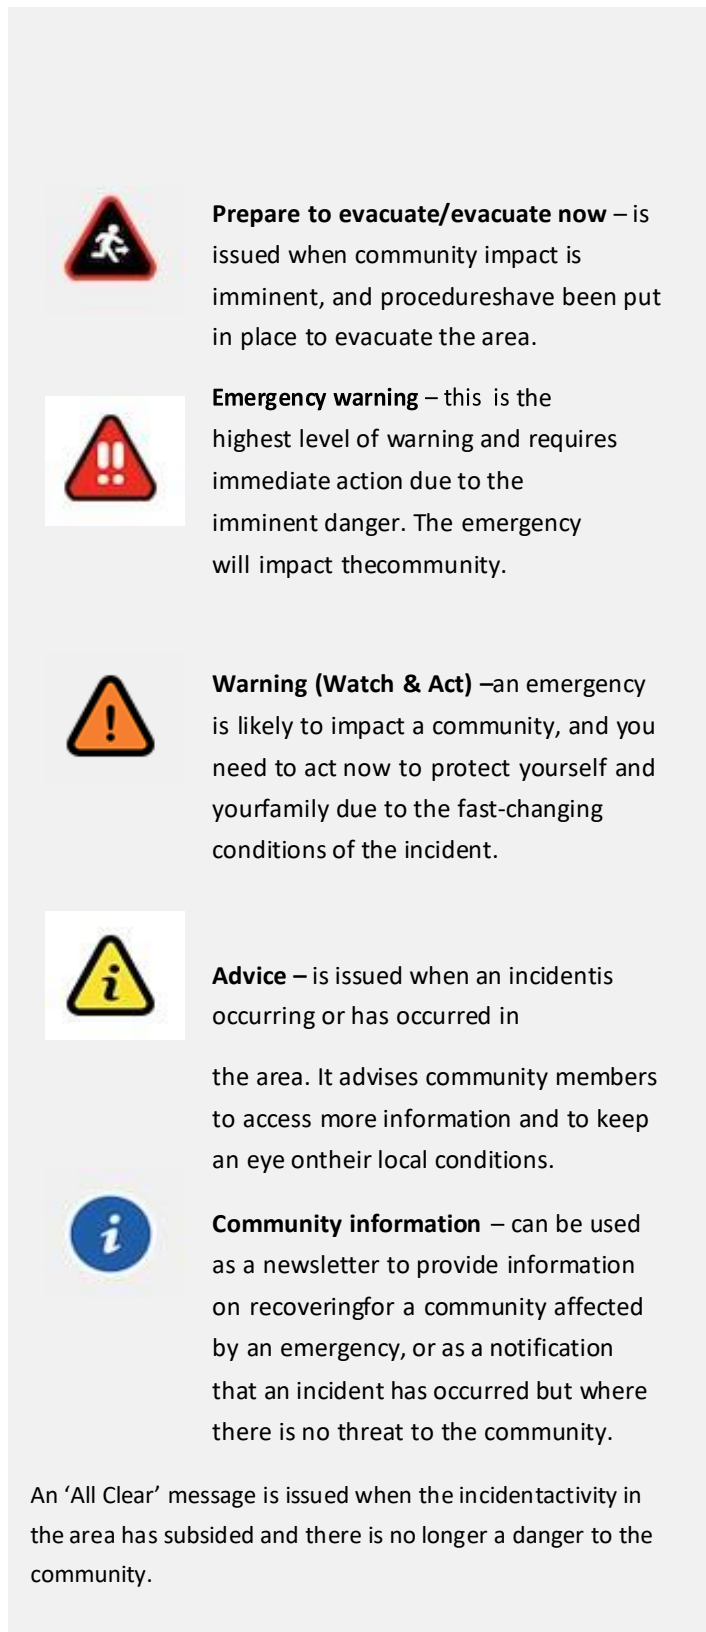 Prepare to evacuate/evacuate now – is
issued when community impact is
imminent, and procedureshave been put
in place to evacuate the area.
Emergency warning – this is the
highest level of warning and requires
immediate action due to the
imminent danger. The emergency
will impact thecommunity.
Warning (Watch & Act) –an emergency
is likely to impact a community, and you
need to act now to protect yourself and
yourfamily due to the fast-changing
conditions of the incident.
Advice – is issued when an incidentis
occurring or has occurred in
the area. It advises community members
to access more information and to keep
an eye ontheir local conditions.
Community information – can be used
as a newsletter to provide information
on recoveringfor a community affected
by an emergency, or as a notification
that an incident has occurred but where
there is no threat to the community.
An ‘All Clear’ message is issued when the incidentactivity in
the area has subsided and there is no longer a danger to the
community.